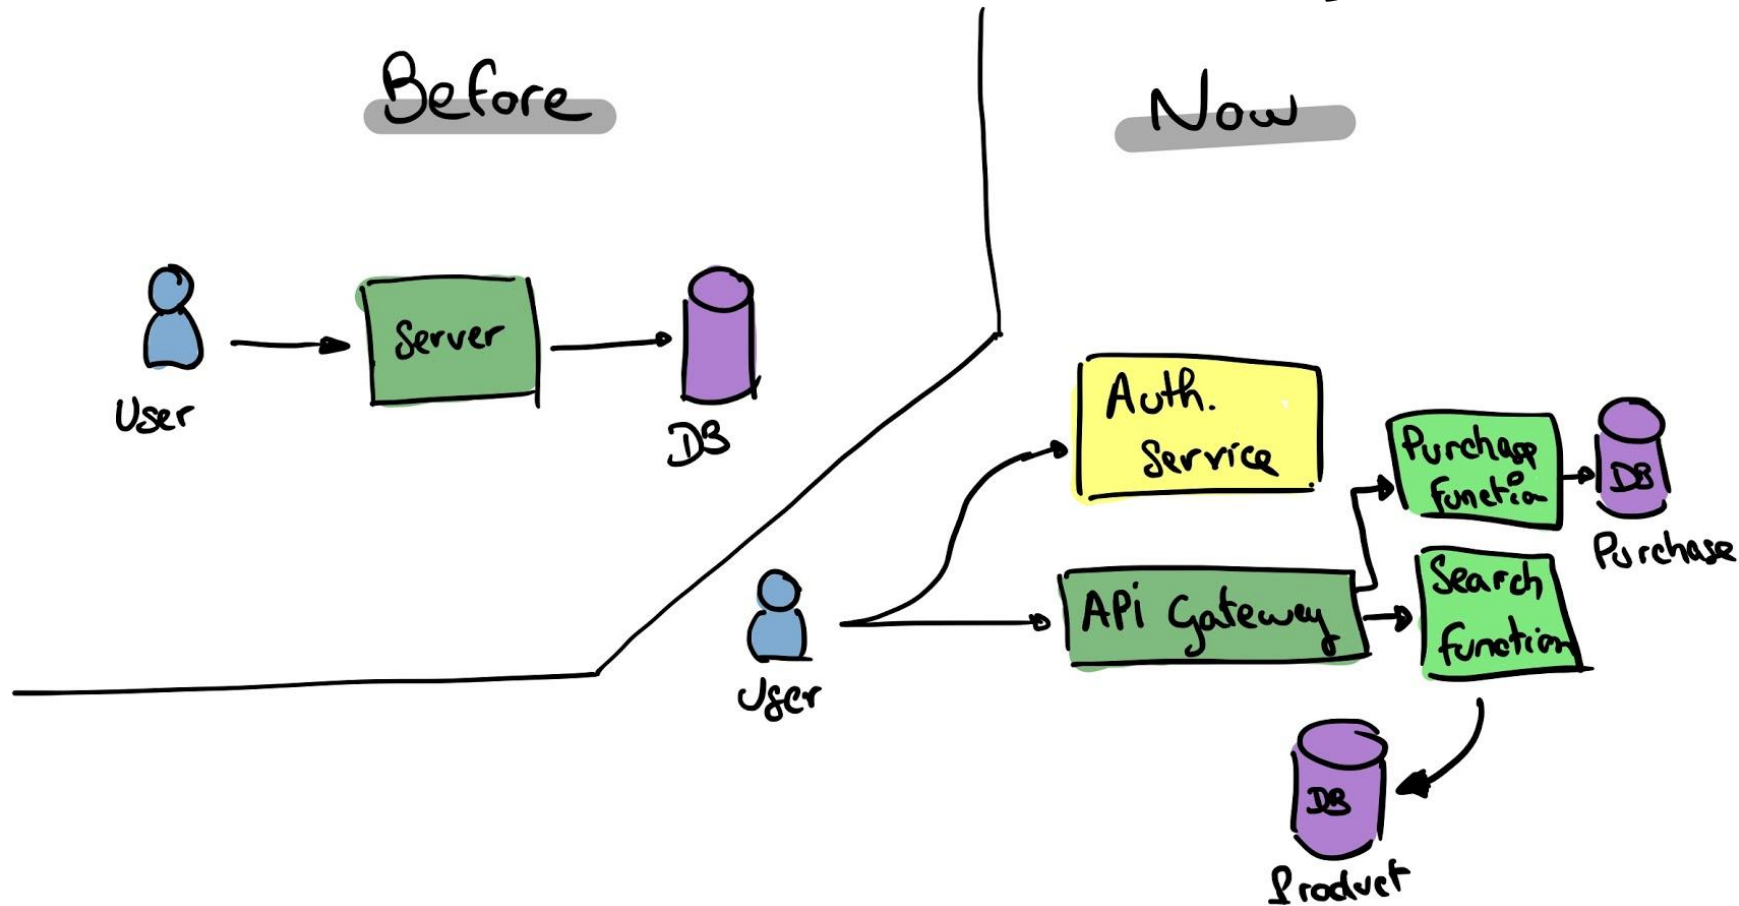 Before
Now
Server
User
DB
Auth.
Service
Purchase
function
DB
Purchase
User
API Gateway
Search
function
DB
Product